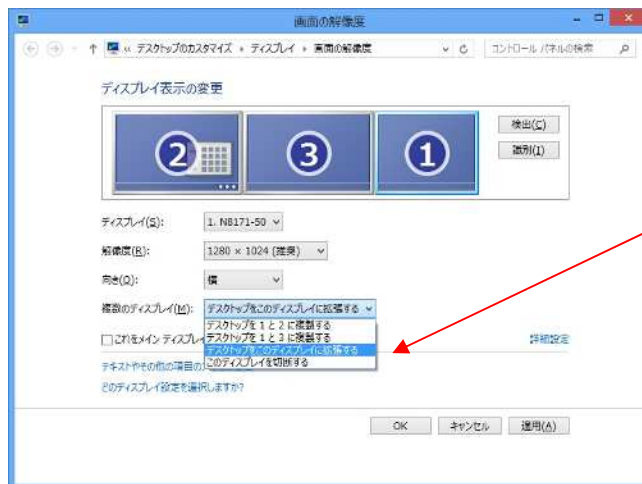 画面の解像度
« デスクトップのカスタマイズ ▸ ディスプレイ ▸ 画面の解像度
コントロール パネルの検索
ディスプレイ表示の変更
2 3 1
検出(C)
識別(I)
ディスプレイ(S): 1. NB171-50
解像度(R): 1280 × 1024 (推奨)
向き(O): 横
複数のディスプレイ(M): デスクトップをこのディスプレイに拡張する
デスクトップを 1 と 2 に複製する
デスクトップを 1 と 3 に複製する
デスクトップをこのディスプレイに拡張する
このディスプレイを切断する
これをメイン ディスプレイ
詳細設定
テキストやその他の項目の
どのディスプレイ設定を選択しますか?
OK キャンセル 適用(A)